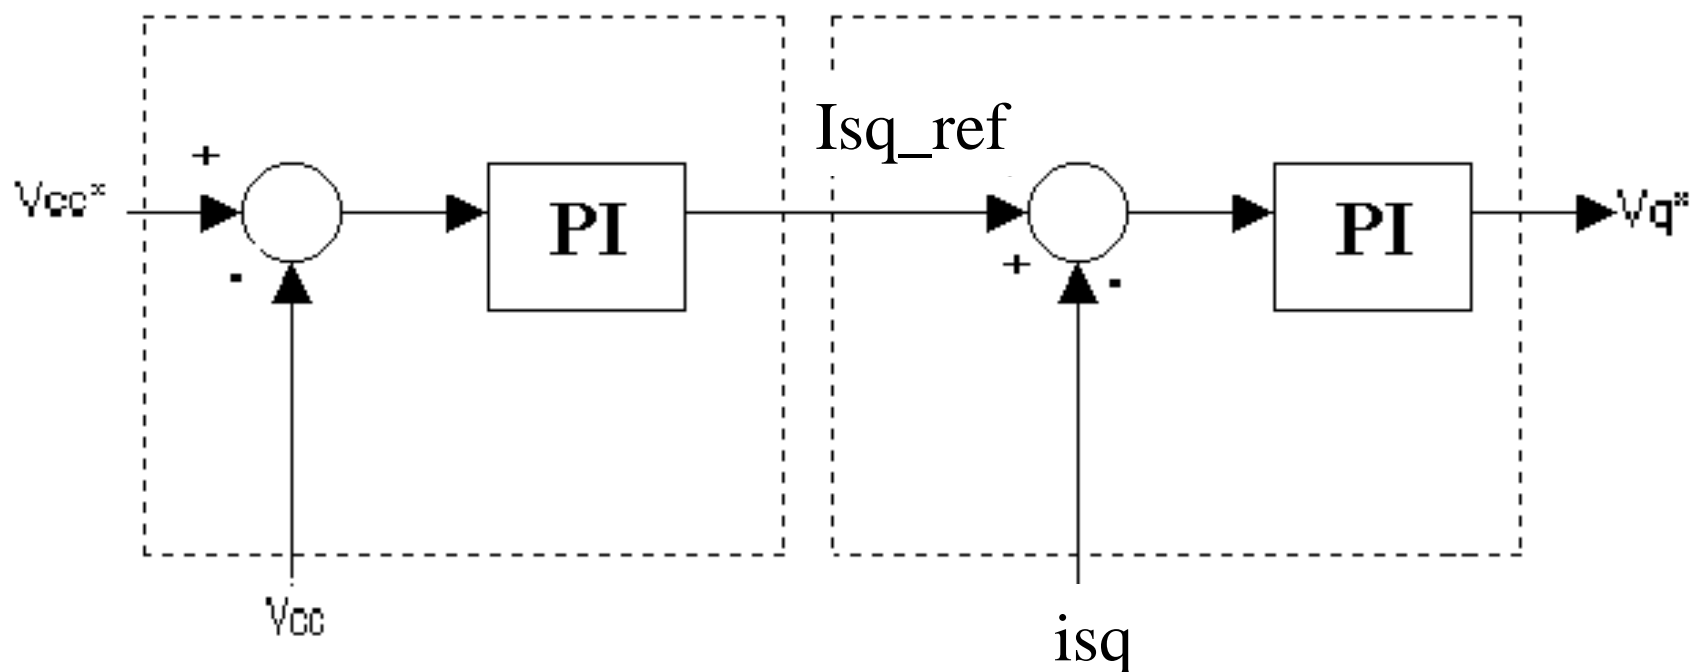 Isq_ref
+
Vcc*
PI
PI
Vq*
-
+
-
Vcc
isq